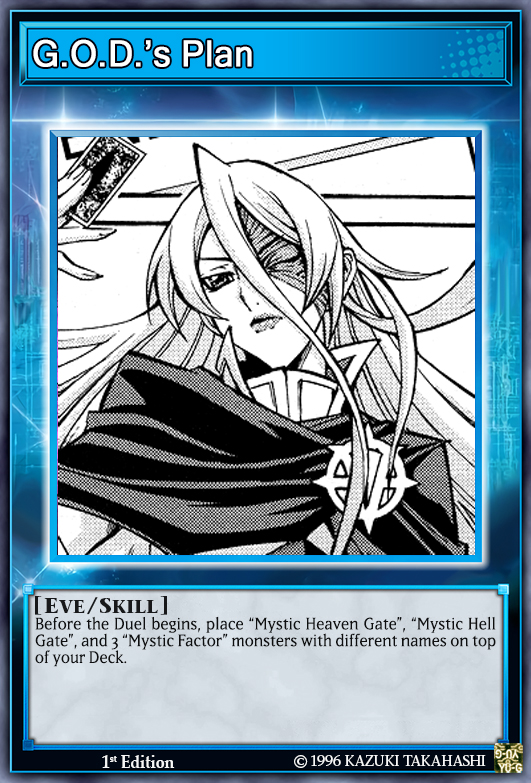 G.O.D.’s Plan
[EVE/SKILL]
Before the Duel begins, place “Mystic Heaven Gate”, “Mystic Hell
Gate”, and 3 “Mystic Factor” monsters with different names on top
of your Deck.
1st Edition
© 1996 KAZUKI TAKAHASHI